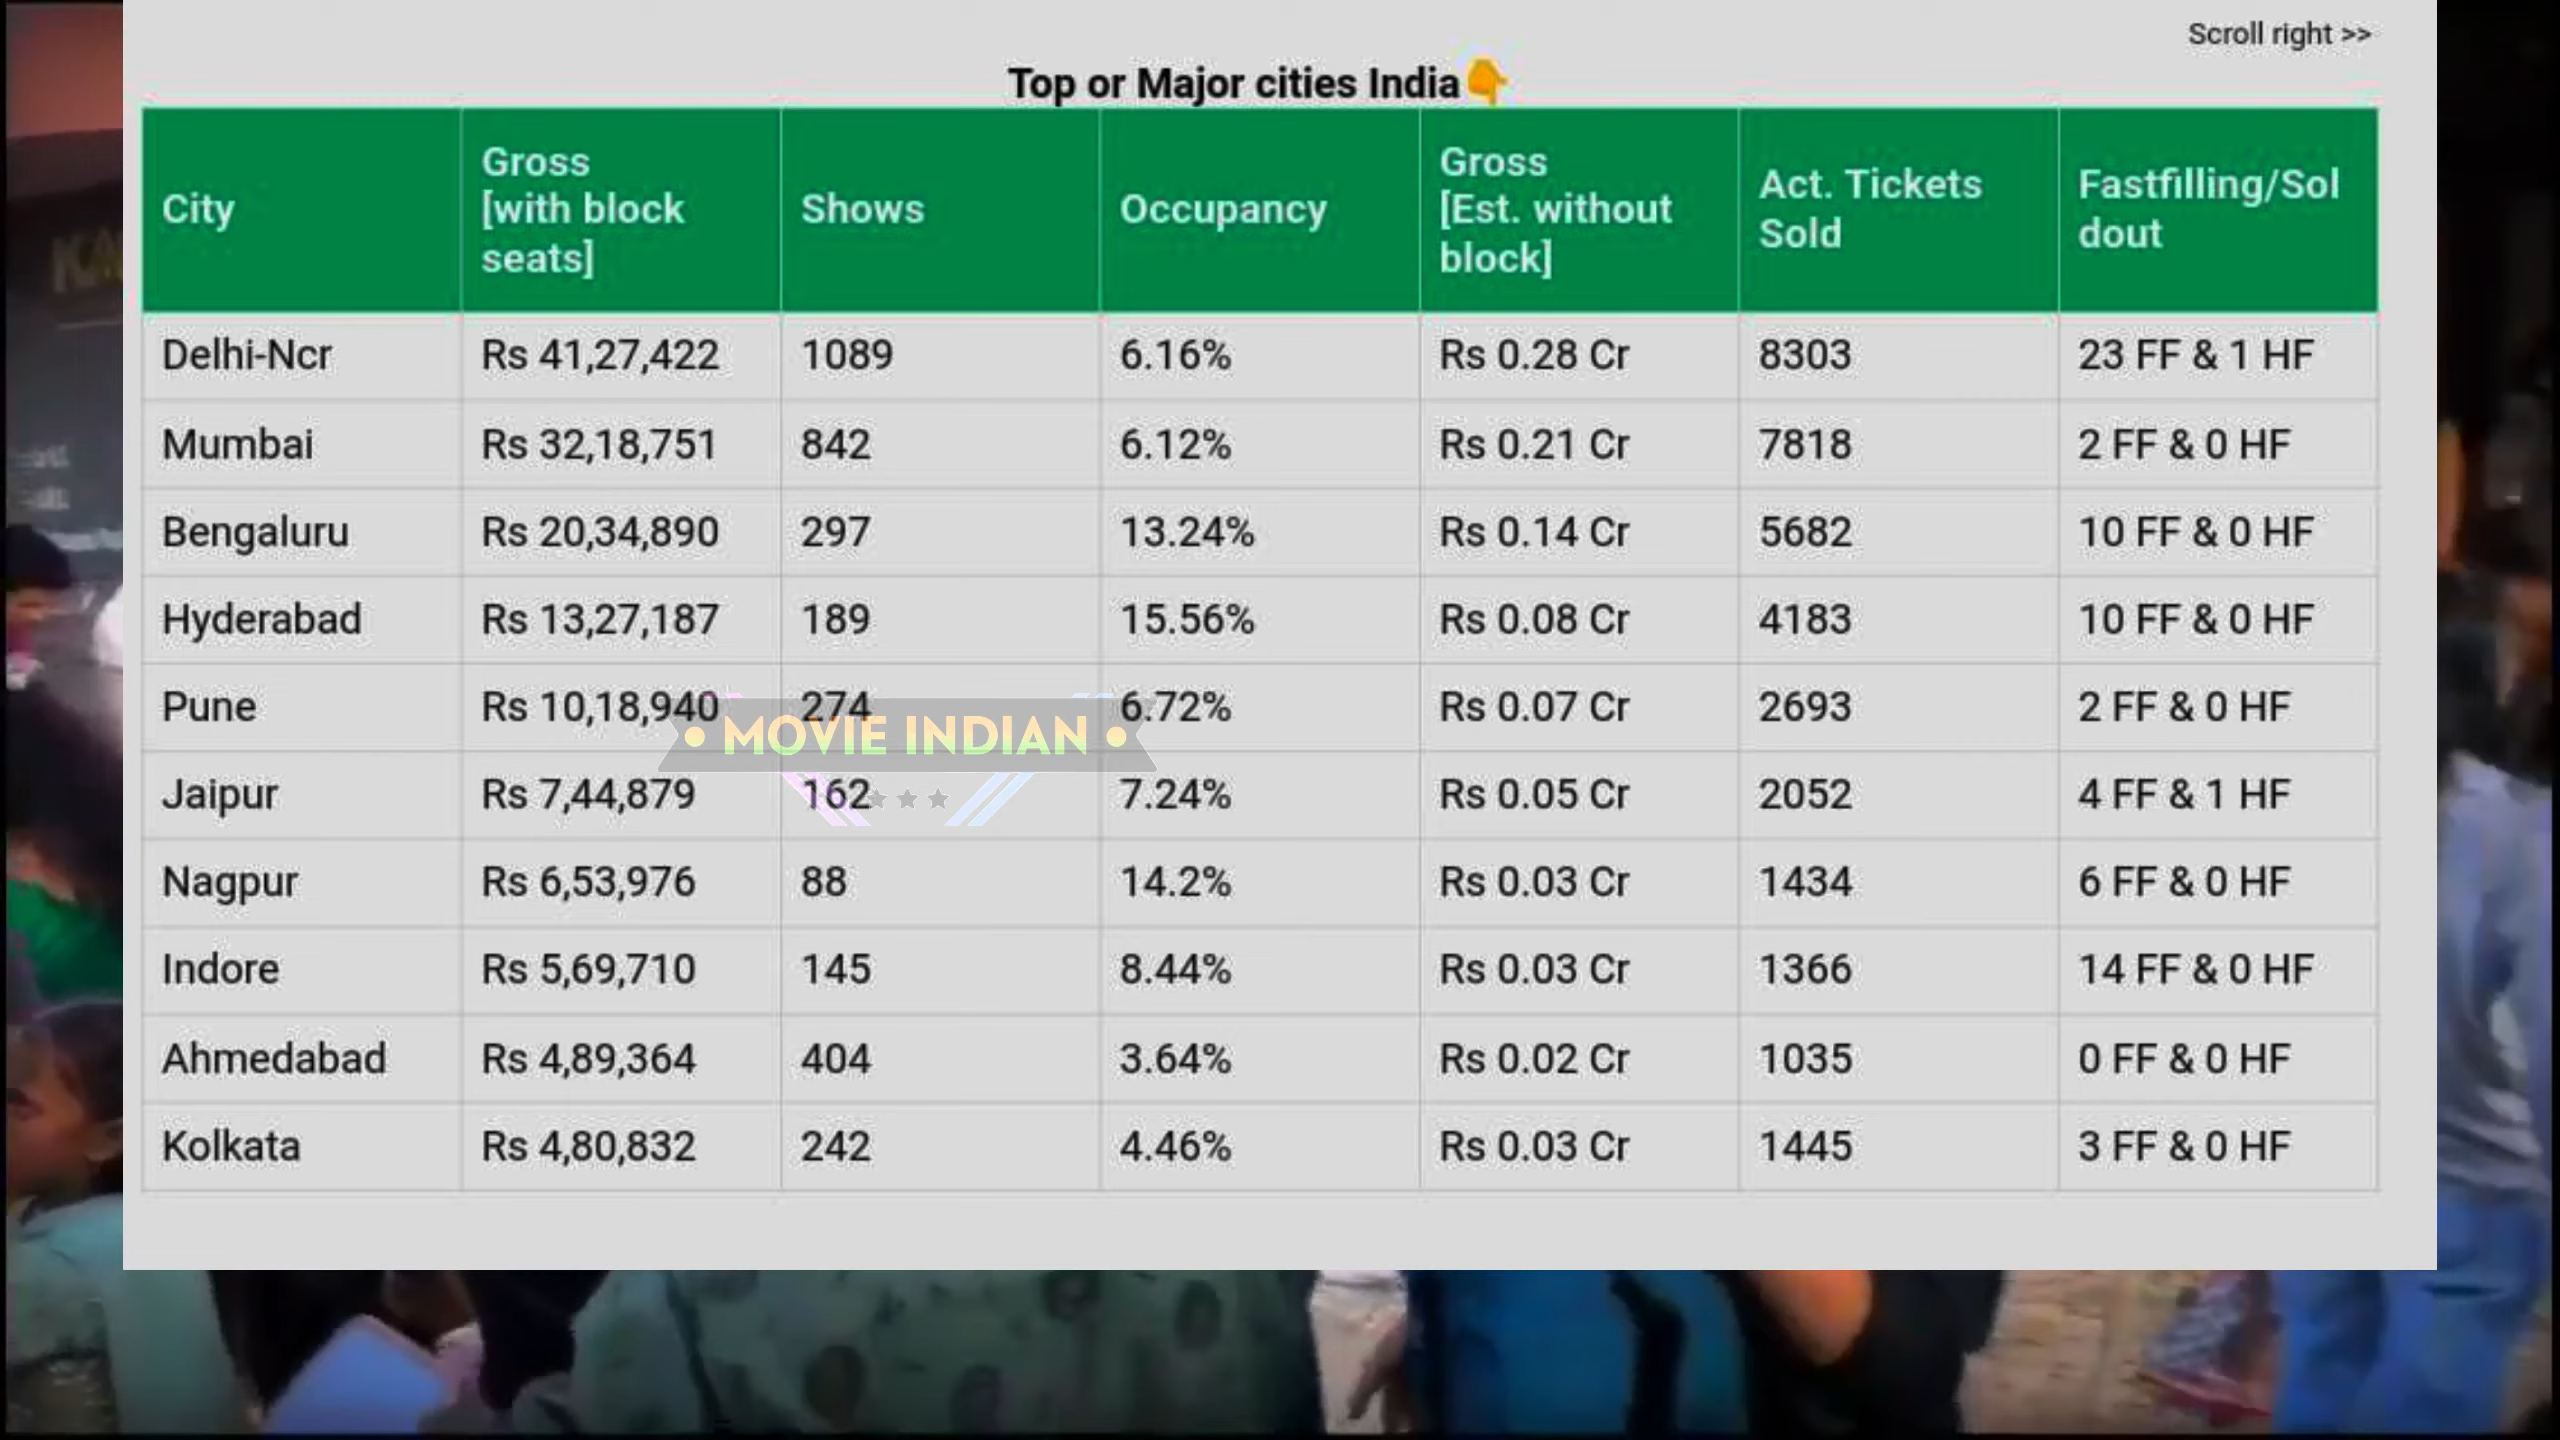 Scroll right >>
Top or Major cities India
City Gross [with block seats] Shows Occupancy Gross [Est. without block] Act. Tickets Sold Fastfilling/Soldout
Delhi-Ncr Rs 41,27,422 1089 6.16% Rs 0.28 Cr 8303 23 FF & 1 HF
Mumbai Rs 32,18,751 842 6.12% Rs 0.21 Cr 7818 2 FF & 0 HF
Bengaluru Rs 20,34,890 297 13.24% Rs 0.14 Cr 5682 10 FF & 0 HF
Hyderabad Rs 13,27,187 189 15.56% Rs 0.08 Cr 4183 10 FF & 0 HF
Pune Rs 10,18,940 274 6.72% Rs 0.07 Cr 2693 2 FF & 0 HF
MOVIE INDIAN
Jaipur Rs 7,44,879 162 7.24% Rs 0.05 Cr 2052 4 FF & 1 HF
Nagpur Rs 6,53,976 88 14.2% Rs 0.03 Cr 1434 6 FF & 0 HF
Indore Rs 5,69,710 145 8.44% Rs 0.03 Cr 1366 14 FF & 0 HF
Ahmedabad Rs 4,89,364 404 3.64% Rs 0.02 Cr 1035 0 FF & 0 HF
Kolkata Rs 4,80,832 242 4.46% Rs 0.03 Cr 1445 3 FF & 0 HF